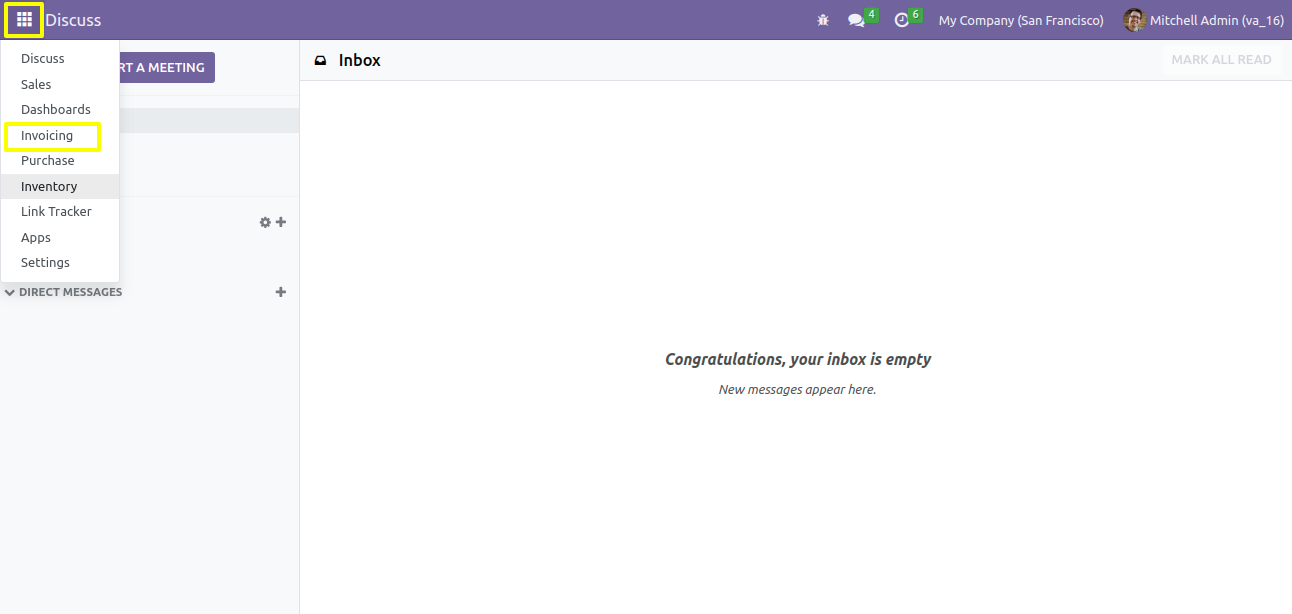 Discuss
4
6
My Company (San Francisco)
Mitchell Admin (va_16)
Discuss
Sales
Dashboards
Invoicing
Purchase
Inventory
Link Tracker
Apps
Settings
RT A MEETING
DIRECT MESSAGES
Inbox
MARK ALL READ
Congratulations, your inbox is empty
New messages appear here.